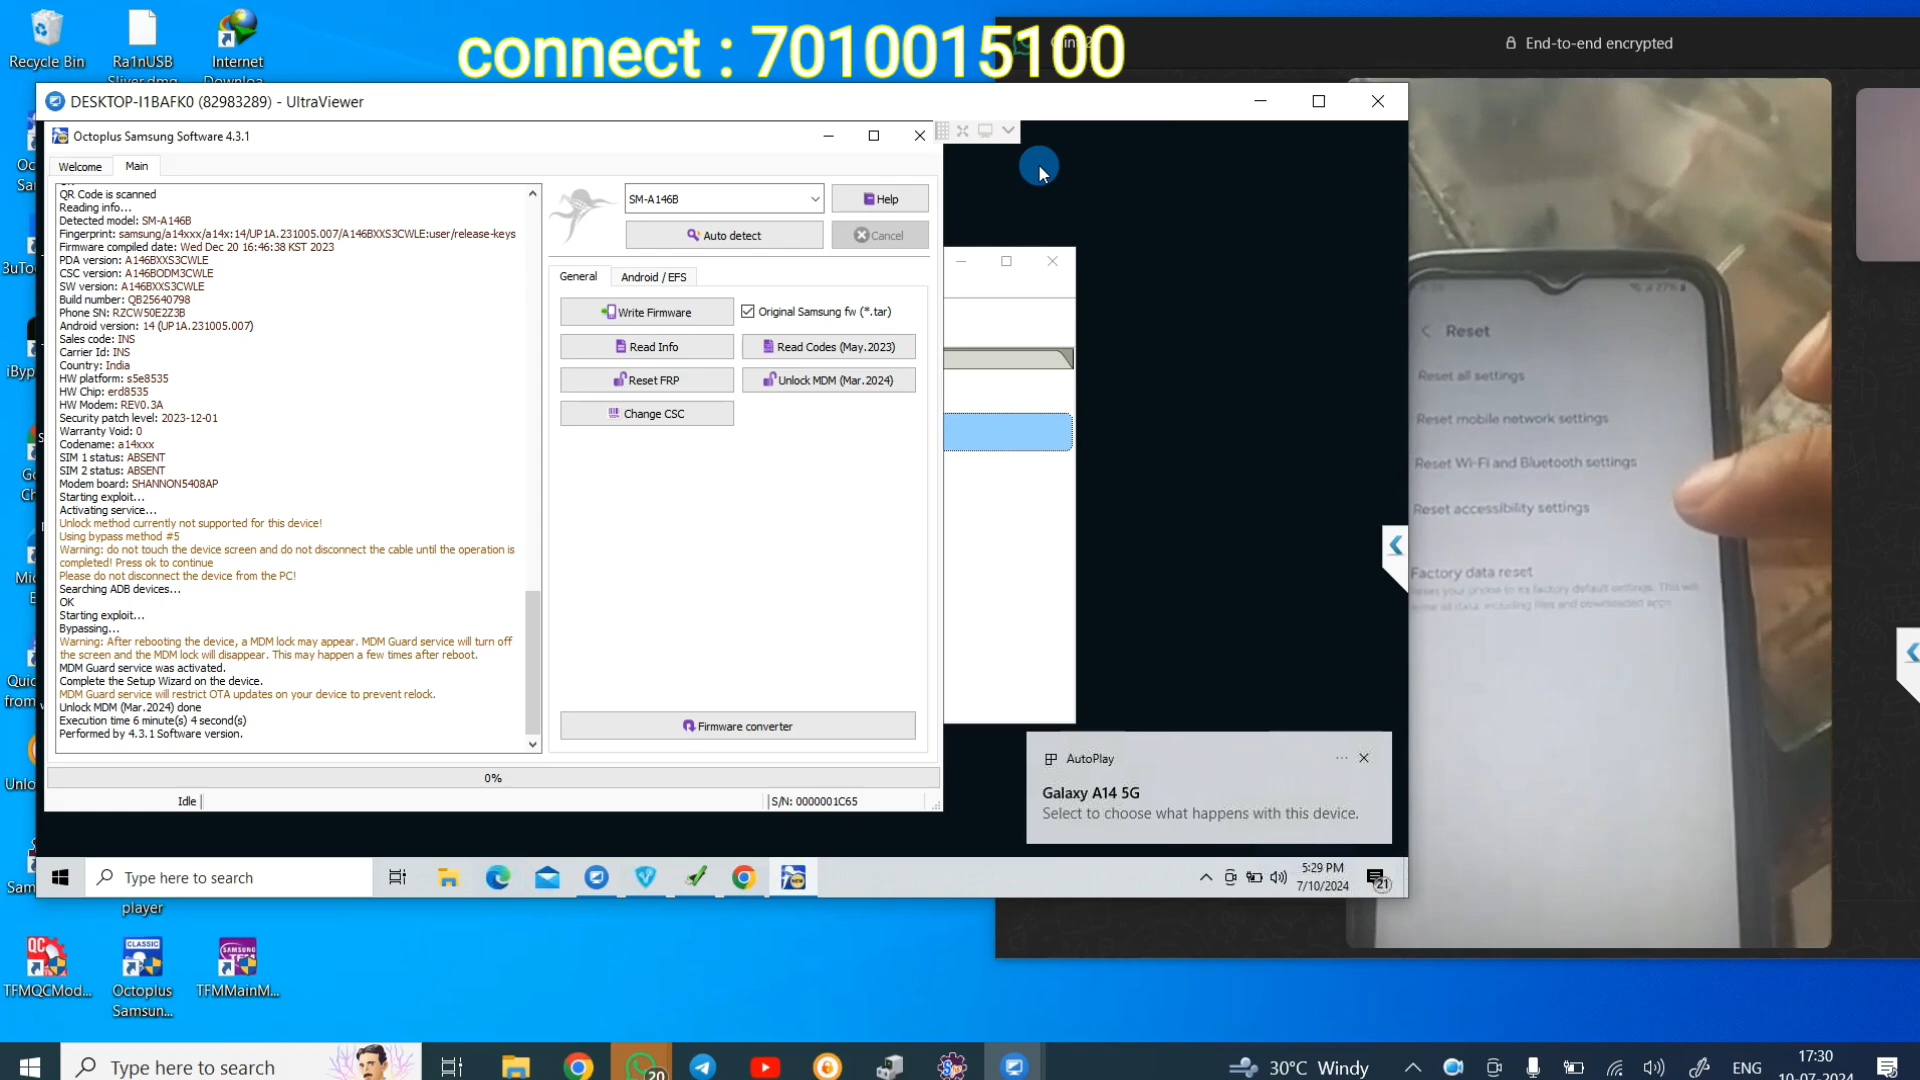 connect : 7010015100
Recycle Bin
Ra1nUSB
Sliver.dmg
Internet
End-to-end encrypted
DESKTOP-I1BAFK0 (82983289) - UltraViewer
Octoplus Samsung Software 4.3.1
Welcome
Main
QR Code is scanned
Reading info...
Detected model: SM-A146B
Fingerprint: samsung/a14xxx/a14x:14/UP1A.231005.007/A146BXXS3CWLE:user/release-keys
Firmware compiled date: Wed Dec 20 16:46:38 KST 2023
PDA version: A146BXXS3CWLE
CSC version: A146BODM3CWLE
SW version: A146BXXS3CWLE
Build number: QB25640798
Phone SN: RZCW50E2Z3B
Android version: 14 (UP1A.231005.007)
Sales code: INS
Carrier Id: INS
Country: India
HW platform: s5e8535
HW Chip: erd8535
HW Modem: REV0.3A
Security patch level: 2023-12-01
Warranty Void: 0
Codename: a14xxx
SIM 1 status: ABSENT
SIM 2 status: ABSENT
Modem board: SHANNON5408AP
Starting exploit...
Activating service...
Unlock method currently not supported for this device!
Using bypass method #5
Warning: do not touch the device screen and do not disconnect the cable until the operation is
completed! Press ok to continue
Please do not disconnect the device from the PC!
Searching ADB devices...
OK
Starting exploit...
Bypassing...
Warning: After rebooting the device, a MDM lock may appear. MDM Guard service will turn off
the screen and the MDM lock will disappear. This may happen a few times after reboot.
MDM Guard service was activated.
Complete the Setup Wizard on the device.
MDM Guard service will restrict OTA updates on your device to prevent relock.
Unlock MDM (Mar.2024) done
Execution time 6 minute(s) 4 second(s)
Performed by 4.3.1 Software version.
SM-A146B
Help
Auto detect
Cancel
General
Android / EFS
Write Firmware
Original Samsung fw (*.tar)
Read Info
Read Codes (May.2023)
Reset FRP
Unlock MDM (Mar.2024)
Change CSC
Firmware converter
0%
Idle
S/N: 0000001C65
AutoPlay
Galaxy A14 5G
Select to choose what happens with this device.
27%
Reset
Reset all settings
Reset mobile network settings
Reset Wi-Fi and Bluetooth settings
Reset accessibility settings
Factory data reset
Type here to search
5:29 PM
7/10/2024
21
player
QC
CLASSIC
SAMSUNG
TFMQCMod...
Octoplus
Samsun...
TFMMainM...
Type here to search
20
30°C Windy
ENG
17:30
10-07-2024